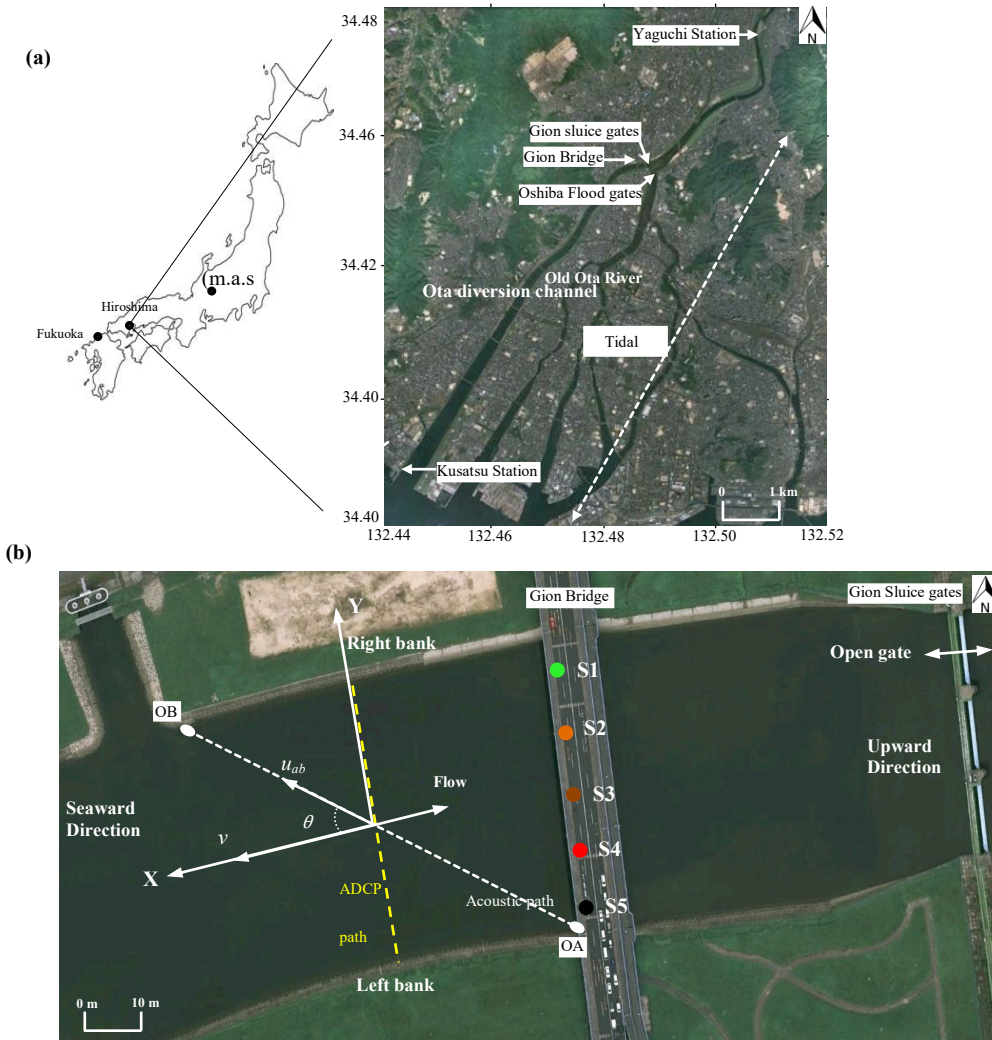 (a)
34.48
34.46
34.42
34.40
34.40
132.44
132.46
132.48
132.50
132.52
N
Yaguchi Station
Gion sluice gates
Gion Bridge
Oshiba Flood gates
Old Ota River
Ota diversion channel
Tidal
Kusatsu Station
0
1 km
(m.a.s
Hiroshima
Fukuoka
(b)
Gion Bridge
Gion Sluice gates
N
Y
Right bank
Open gate
S1
OB
S2
Upward
Direction
uab
Flow
S3
Seaward
Direction
θ
v
S4
X
ADCP
path
Acoustic path
S5
OA
Left bank
0 m
10 m